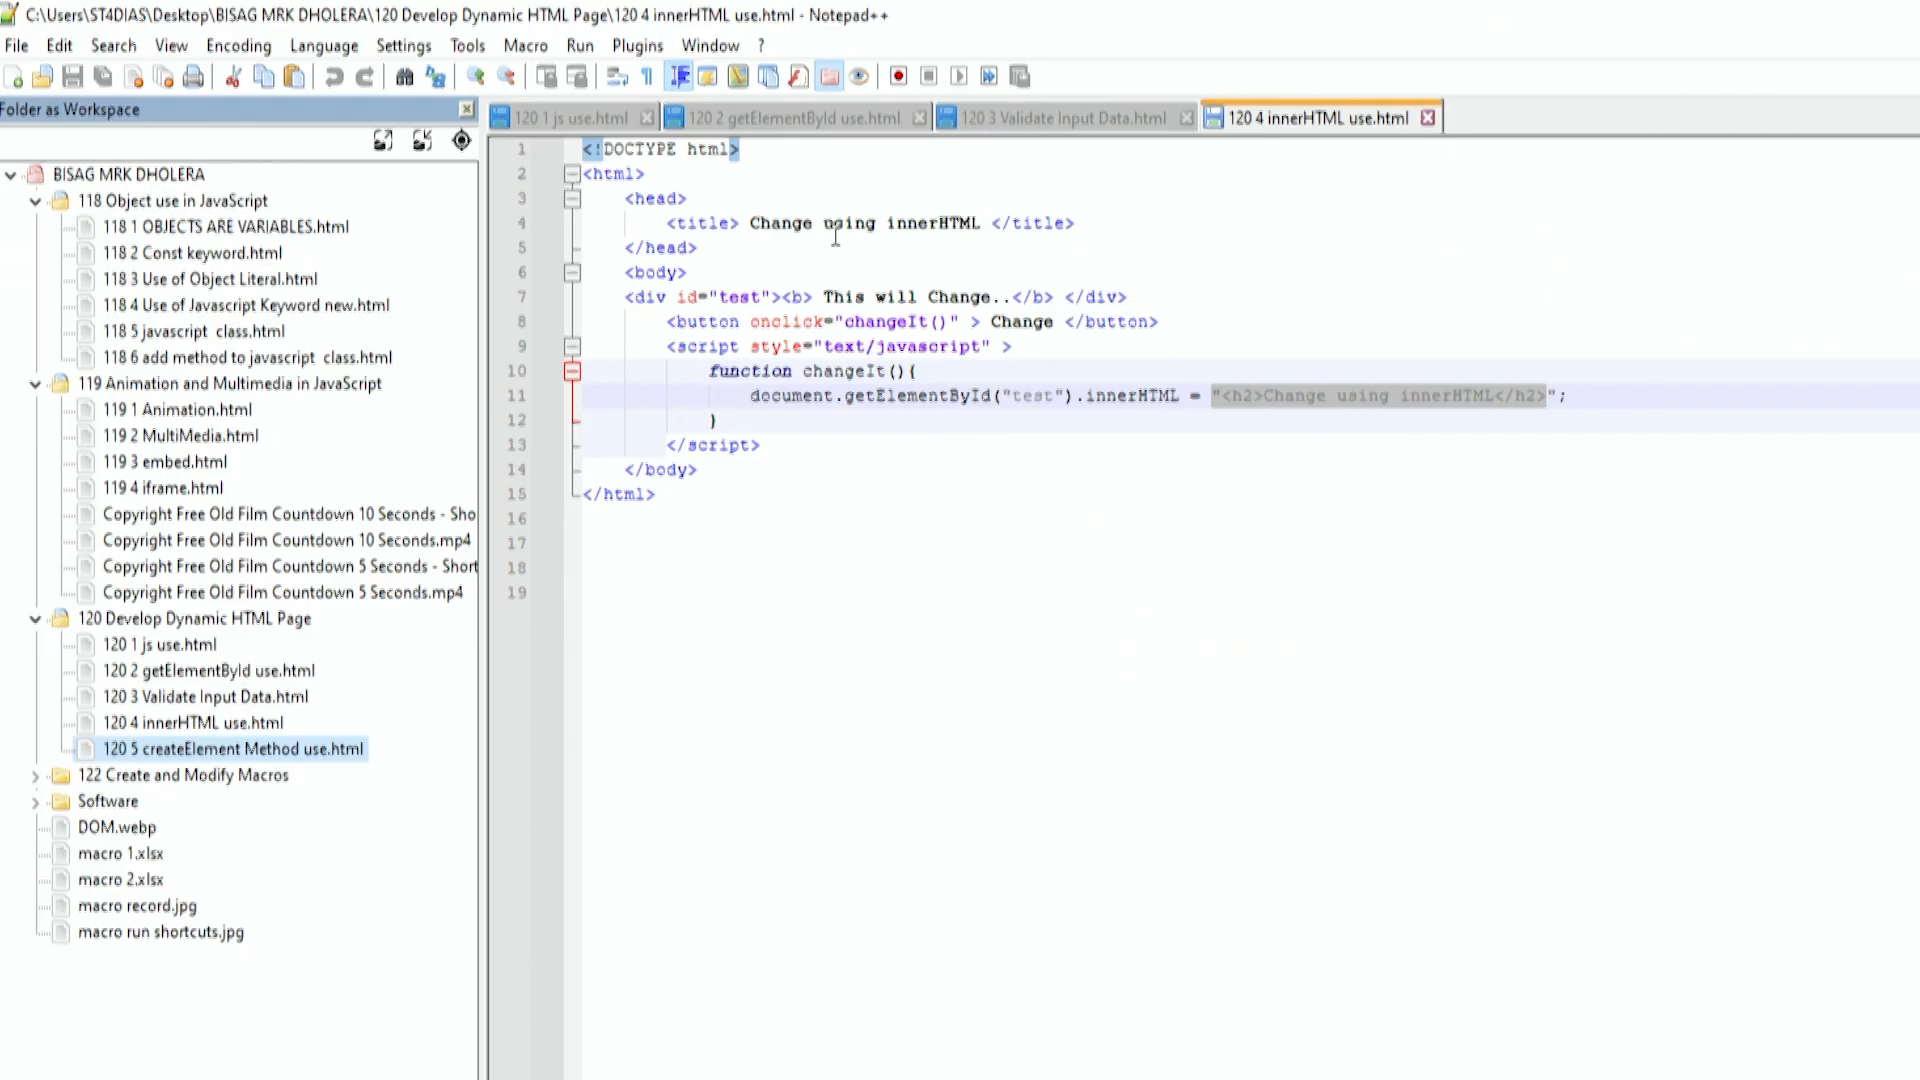 C:\Users\ST4DIAS\Desktop\BISAG MRK DHOLERA\120 Develop Dynamic HTML Page\120 4 innerHTML use.html - Notepad++
File Edit Search View Encoding Language Settings Tools Macro Run Plugins Window ?
Folder as Workspace
120 1 js use.html
120 2 getElementById use.html
120 3 Validate Input Data.html
120 4 innerHTML use.html
BISAG MRK DHOLERA
118 Object use in JavaScript
118 1 OBJECTS ARE VARIABLES.html
118 2 Const keyword.html
118 3 Use of Object Literal.html
118 4 Use of Javascript Keyword new.html
118 5 javascript  class.html
118 6 add method to javascript  class.html
119 Animation and Multimedia in JavaScript
119 1 Animation.html
119 2 MultiMedia.html
119 3 embed.html
119 4 iframe.html
Copyright Free Old Film Countdown 10 Seconds - Sho
Copyright Free Old Film Countdown 10 Seconds.mp4
Copyright Free Old Film Countdown 5 Seconds - Short
Copyright Free Old Film Countdown 5 Seconds.mp4
120 Develop Dynamic HTML Page
120 1 js use.html
120 2 getElementById use.html
120 3 Validate Input Data.html
120 4 innerHTML use.html
120 5 createElement Method use.html
122 Create and Modify Macros
Software
DOM.webp
macro 1.xlsx
macro 2.xlsx
macro record.jpg
macro run shortcuts.jpg
1 <!DOCTYPE html>
2 <html>
3 <head>
4 <title> Change using innerHTML </title>
5 </head>
6 <body>
7 <div id="test"><b> This will Change..</b> </div>
8 <button onclick="changeIt()" > Change </button>
9 <script style="text/javascript" >
10 function changeIt(){
11 document.getElementById("test").innerHTML = "<h2>Change using innerHTML</h2>";
12 }
13 </script>
14 </body>
15 </html>
16
17
18
19